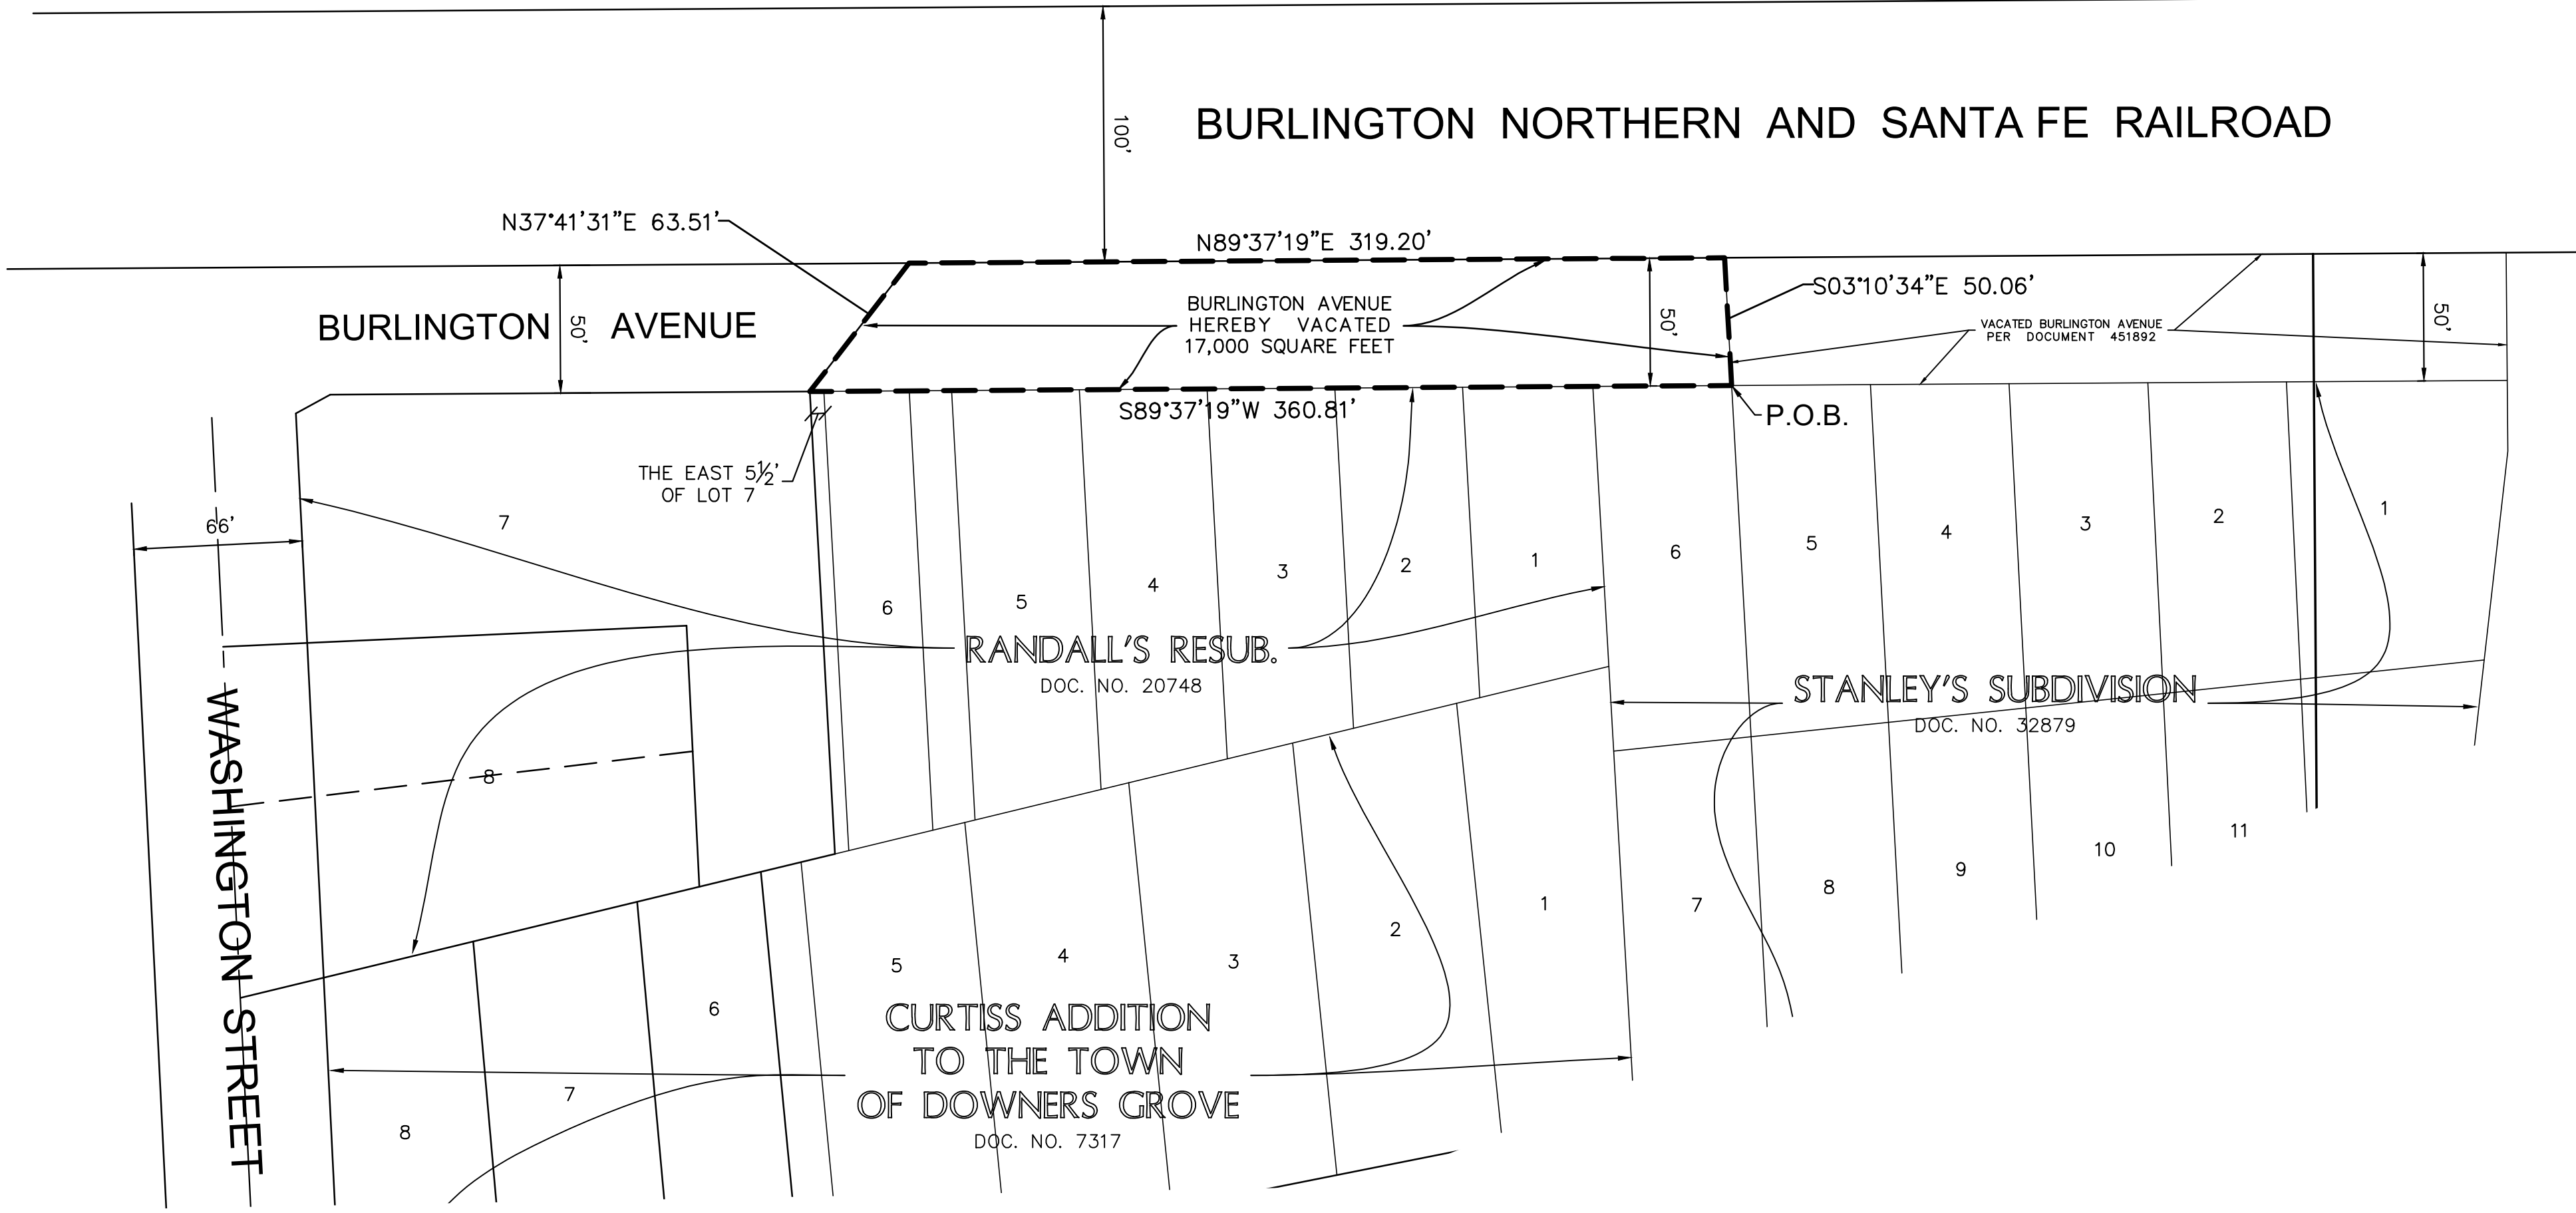 100'
BURLINGTON NORTHERN AND SANTA FE RAILROAD
N37°41'31"E 63.51'
N89°37'19"E 319.20'
BURLINGTON AVENUE
50'
BURLINGTON AVENUE
HEREBY VACATED
17,000 SQUARE FEET
50'
S03°10'34"E 50.06'
VACATED BURLINGTON AVENUE
PER DOCUMENT 451892
50'
S89°37'19"W 360.81'
P.O.B.
THE EAST 5½'
OF LOT 7
66'
7
6
5
4
3
2
1
6
5
4
3
2
1
RANDALL'S RESUB.
DOC. NO. 20748
STANLEY'S SUBDIVISION
DOC. NO. 32879
8
WASHINGTON STREET
8
7
6
5
4
3
2
1
7
8
9
10
11
CURTISS ADDITION
TO THE TOWN
OF DOWNERS GROVE
DOC. NO. 7317